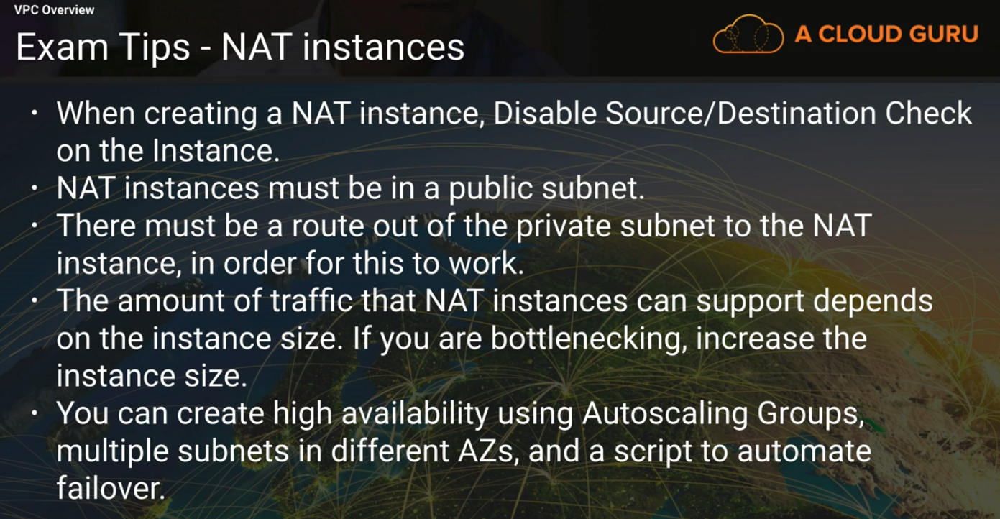 VPC Overview
Exam Tips - NAT instances
A CLOUD GURU
• When creating a NAT instance, Disable Source/Destination Check
on the Instance.
• NAT instances must be in a public subnet.
• There must be a route out of the private subnet to the NAT
instance, in order for this to work.
• The amount of traffic that NAT instances can support depends
on the instance size. If you are bottlenecking, increase the
instance size.
• You can create high availability using Autoscaling Groups,
multiple subnets in different AZs, and a script to automate
failover.